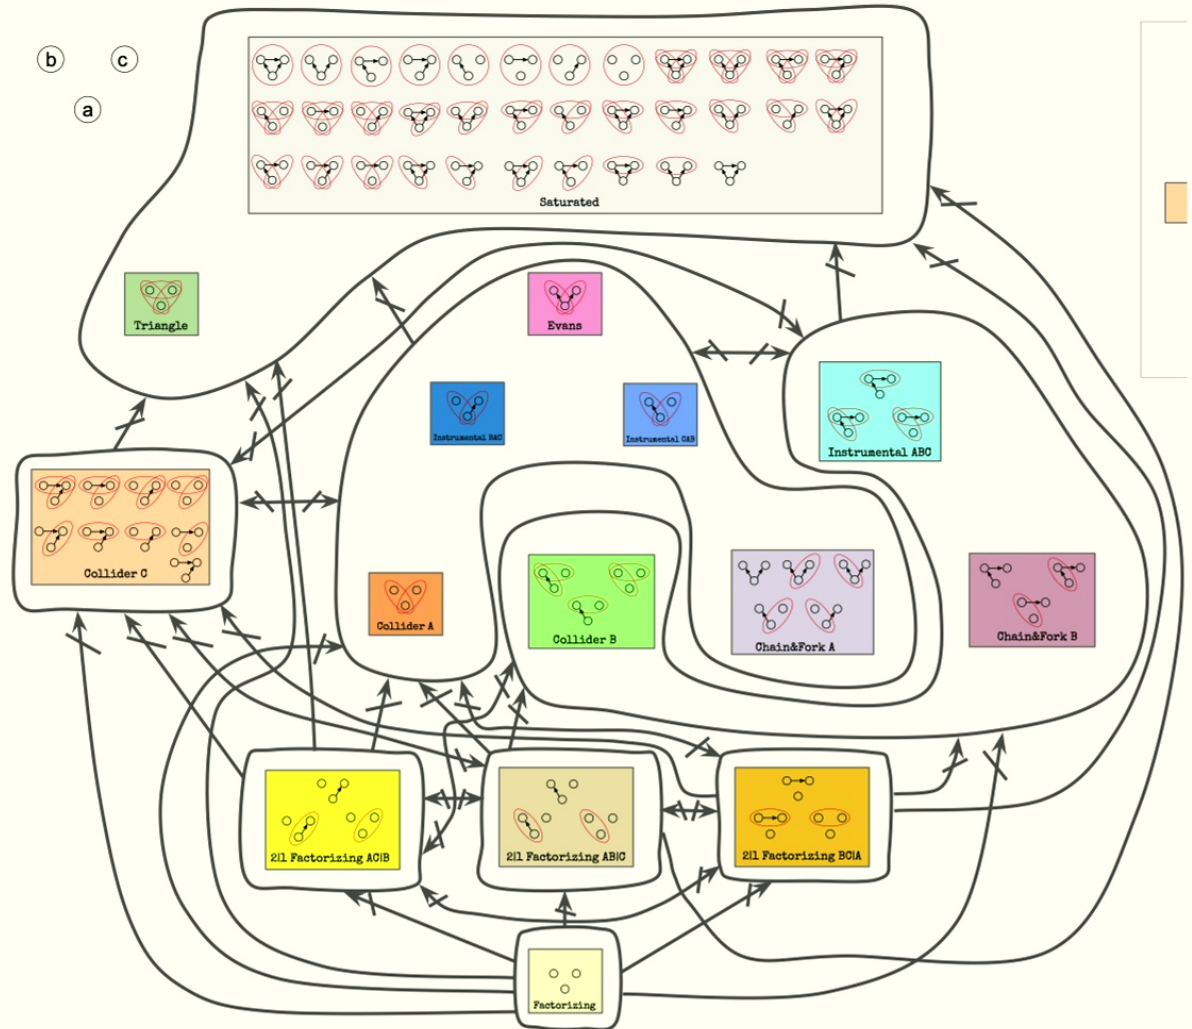 b c
a
Saturated
Triangle
Evans
Instrumental BAC
Instrumental CAB
Instrumental ABC
Collider C
Collider A
Collider B
Chain&Fork A
Chain&Fork B
2|1 Factorizing AC|B
2|1 Factorizing AB|C
2|1 Factorizing BC|A
Factorizing